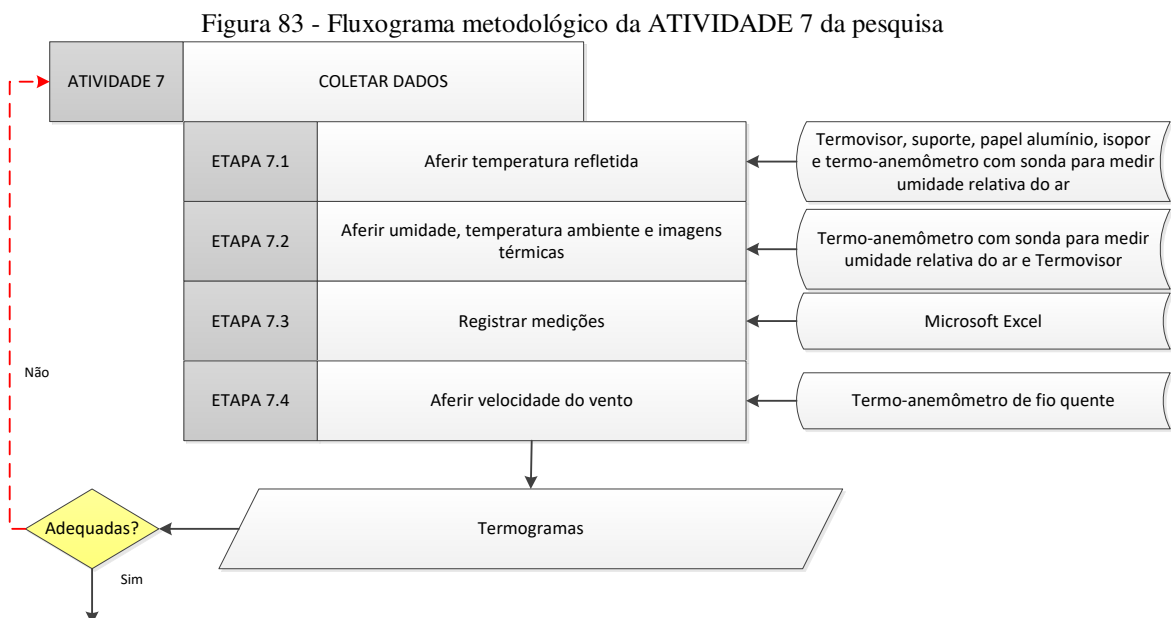 Figura 83 - Fluxograma metodológico da ATIVIDADE 7 da pesquisa
ATIVIDADE 7
COLETAR DADOS
ETAPA 7.1
Aferir temperatura refletida
Termovisor, suporte, papel alumínio, isopor
e termo-anemômetro com sonda para medir
umidade relativa do ar
ETAPA 7.2
Aferir umidade, temperatura ambiente e imagens
térmicas
Termo-anemômetro com sonda para medir
umidade relativa do ar e Termovisor
ETAPA 7.3
Registrar medições
Microsoft Excel
Não
ETAPA 7.4
Aferir velocidade do vento
Termo-anemômetro de fio quente
Adequadas?
Termogramas
Sim